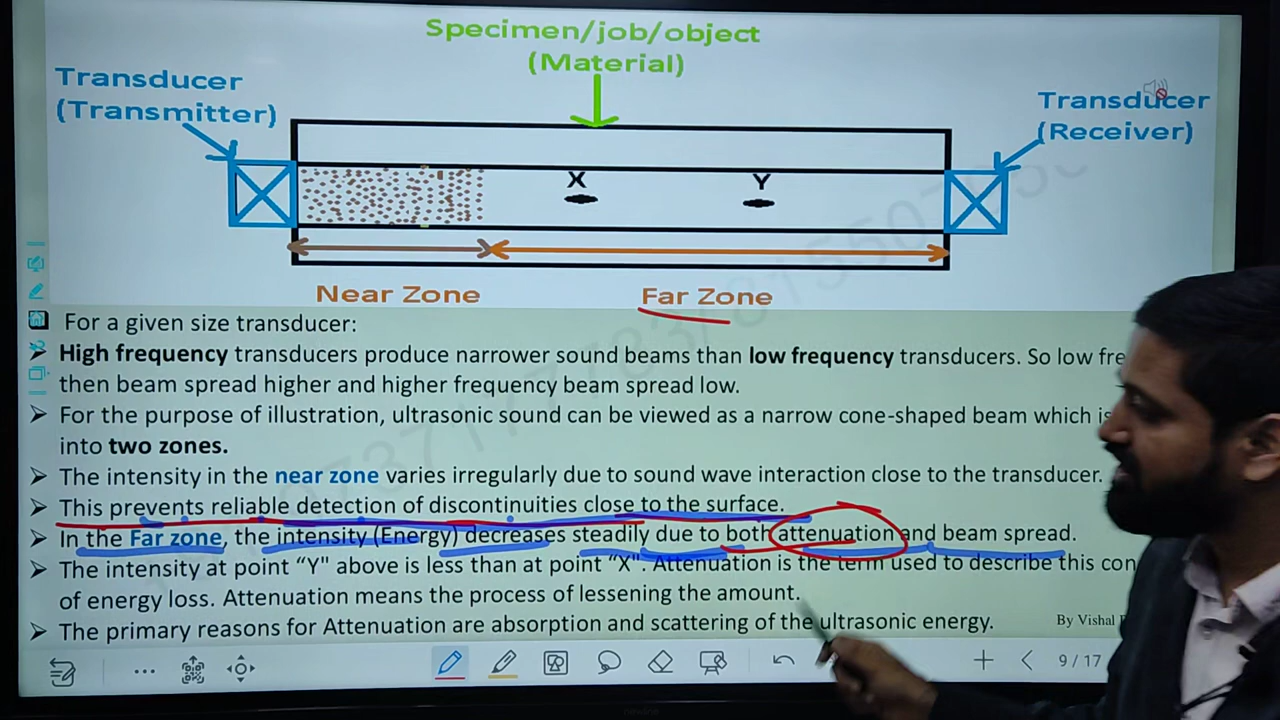 Specimen/job/object
(Material)
Transducer
(Transmitter)
Transducer
(Receiver)
X
Y
Near Zone
Far Zone
For a given size transducer:
➤ High frequency transducers produce narrower sound beams than low frequency transducers. So low fre
then beam spread higher and higher frequency beam spread low.
➤ For the purpose of illustration, ultrasonic sound can be viewed as a narrow cone-shaped beam which is
into two zones.
➤ The intensity in the near zone varies irregularly due to sound wave interaction close to the transducer.
➤ This prevents reliable detection of discontinuities close to the surface.
➤ In the Far zone, the intensity (Energy) decreases steadily due to both attenuation and beam spread.
➤ The intensity at point “Y" above is less than at point “X". Attenuation is the term used to describe this con
of energy loss. Attenuation means the process of lessening the amount.
➤ The primary reasons for Attenuation are absorption and scattering of the ultrasonic energy.
By Vishal
9 / 17